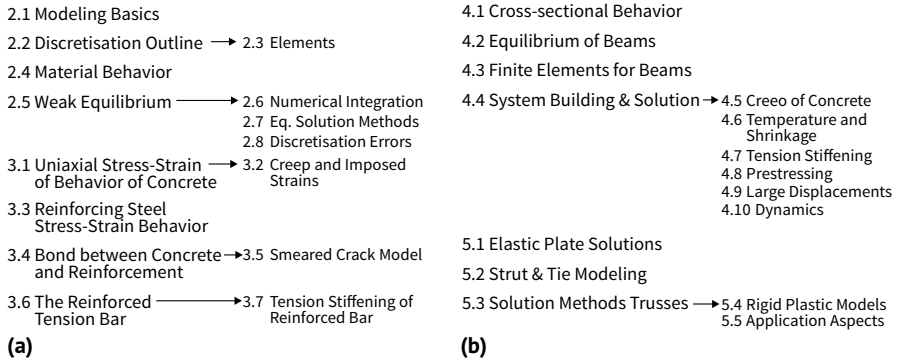 2.1 Modeling Basics
2.2 Discretisation Outline → 2.3 Elements
2.4 Material Behavior
2.5 Weak Equilibrium → 2.6 Numerical Integration
2.7 Eq. Solution Methods
2.8 Discretisation Errors
3.1 Uniaxial Stress-Strain → 3.2 Creep and Imposed
of Behavior of Concrete Strains
3.3 Reinforcing Steel
Stress-Strain Behavior
3.4 Bond between Concrete → 3.5 Smeared Crack Model
and Reinforcement
3.6 The Reinforced → 3.7 Tension Stiffening of
Tension Bar Reinforced Bar
(a)
4.1 Cross-sectional Behavior
4.2 Equilibrium of Beams
4.3 Finite Elements for Beams
4.4 System Building & Solution → 4.5 Creeo of Concrete
4.6 Temperature and
Shrinkage
4.7 Tension Stiffening
4.8 Prestressing
4.9 Large Displacements
4.10 Dynamics
5.1 Elastic Plate Solutions
5.2 Strut & Tie Modeling
5.3 Solution Methods Trusses → 5.4 Rigid Plastic Models
5.5 Application Aspects
(b)